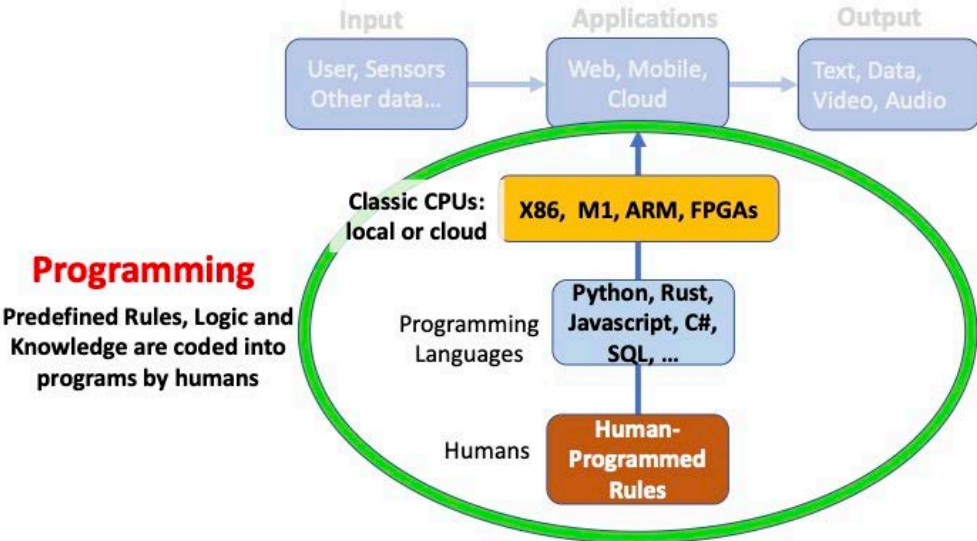 Input
Applications
Output
User, Sensors
Other data...
Web, Mobile,
Cloud
Text, Data,
Video, Audio
Classic CPUs:
local or cloud
X86,  M1, ARM, FPGAs
Programming
Predefined Rules, Logic and
Knowledge are coded into
programs by humans
Programming
Languages
Python, Rust,
Javascript, C#,
SQL, ...
Humans
Human-
Programmed
Rules